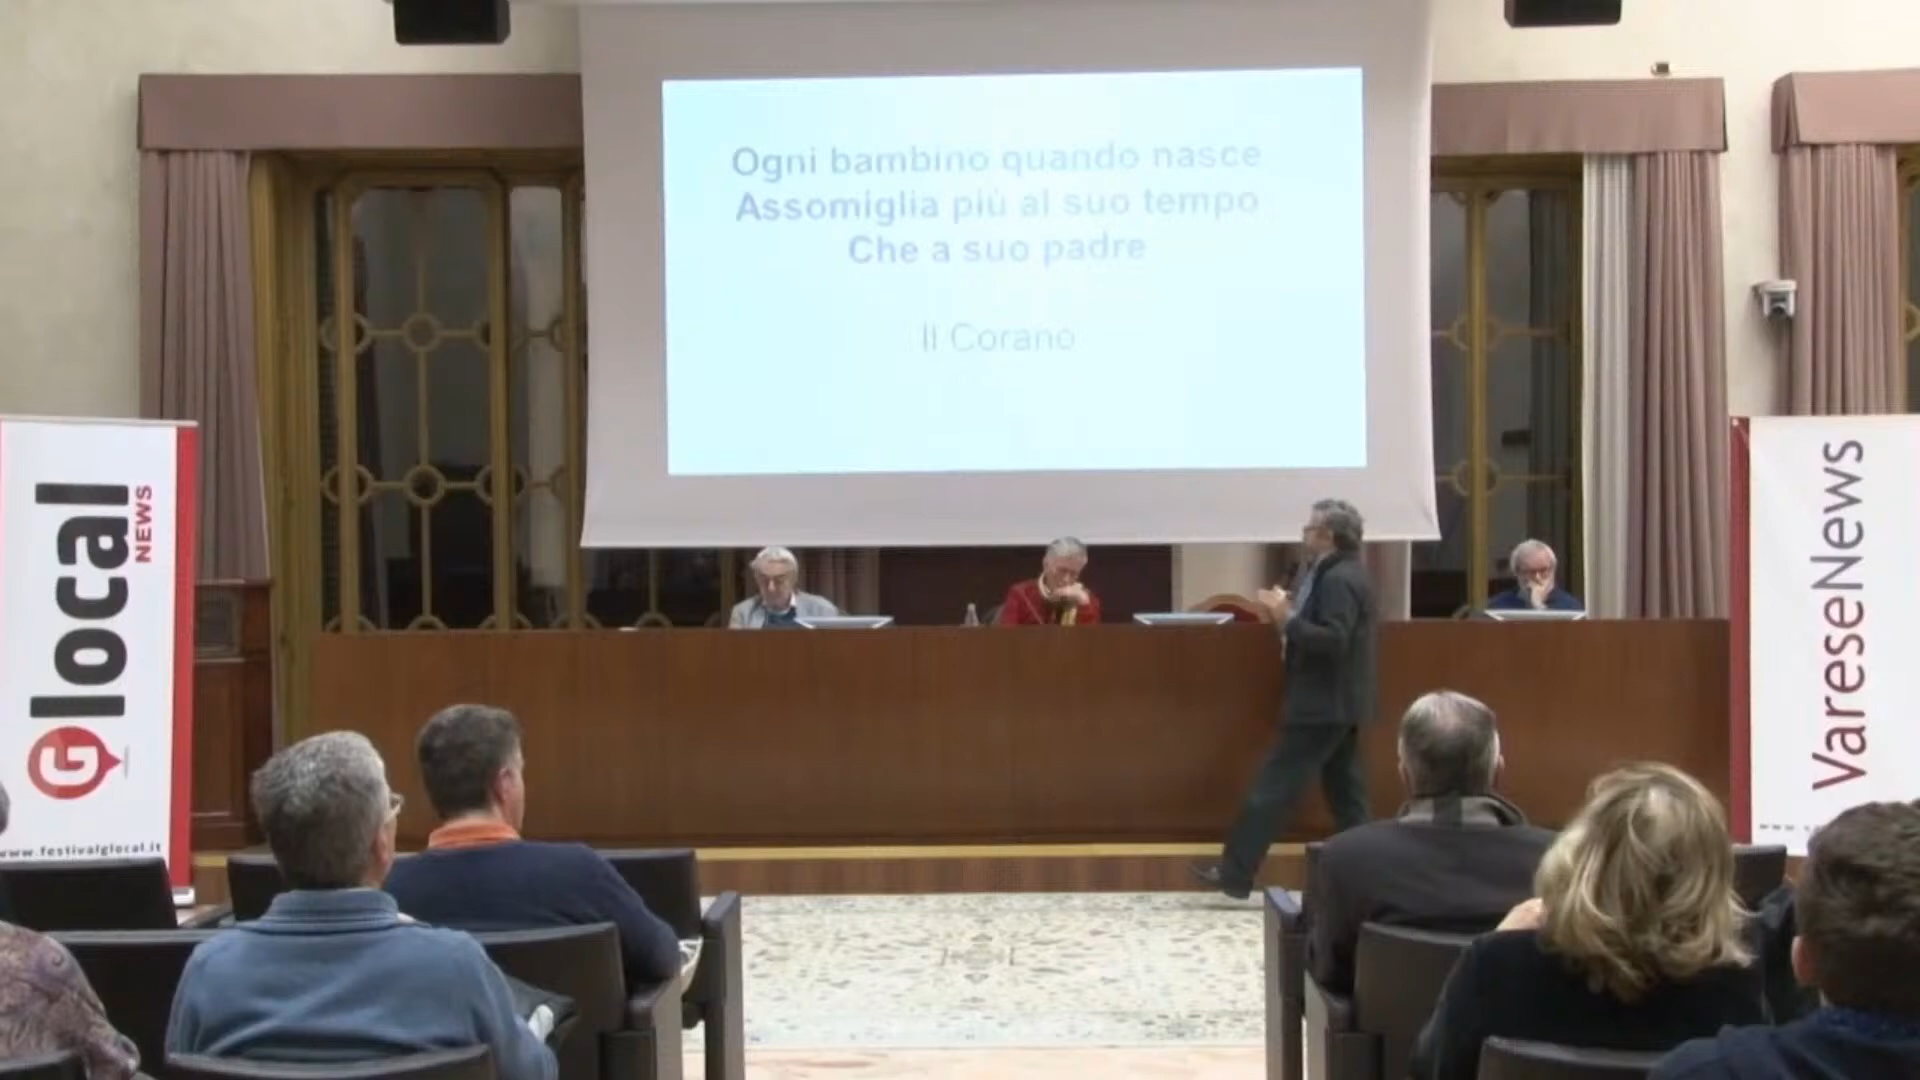 Ogni bambino quando nasce
Assomiglia più al suo tempo
Che a suo padre
Il Corano
Glocal
NEWS
www.festivalglocal.it
VareseNews